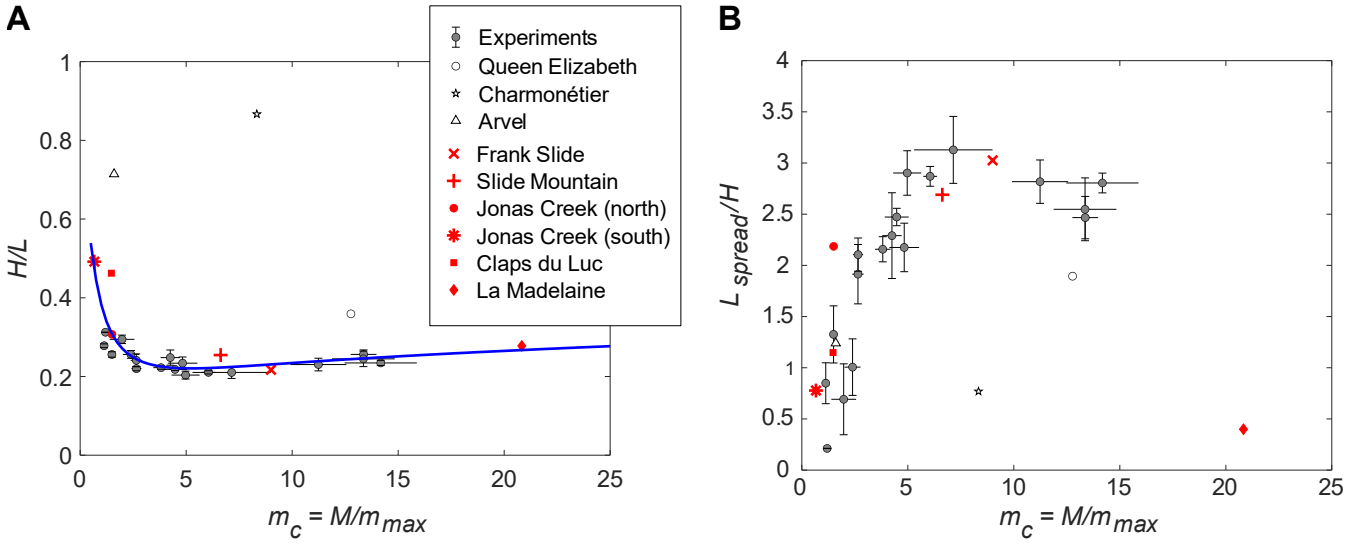 A
H/L
1
0.8
0.6
0.4
0.2
0
0 5 10 15 20 25
m_c = M/m_max
Experiments
Queen Elizabeth
Charmonétier
Arvel
Frank Slide
Slide Mountain
Jonas Creek (north)
Jonas Creek (south)
Claps du Luc
La Madelaine
B
L_spread/H
4
3.5
3
2.5
2
1.5
1
0.5
0
0 5 10 15 20 25
m_c = M/m_max